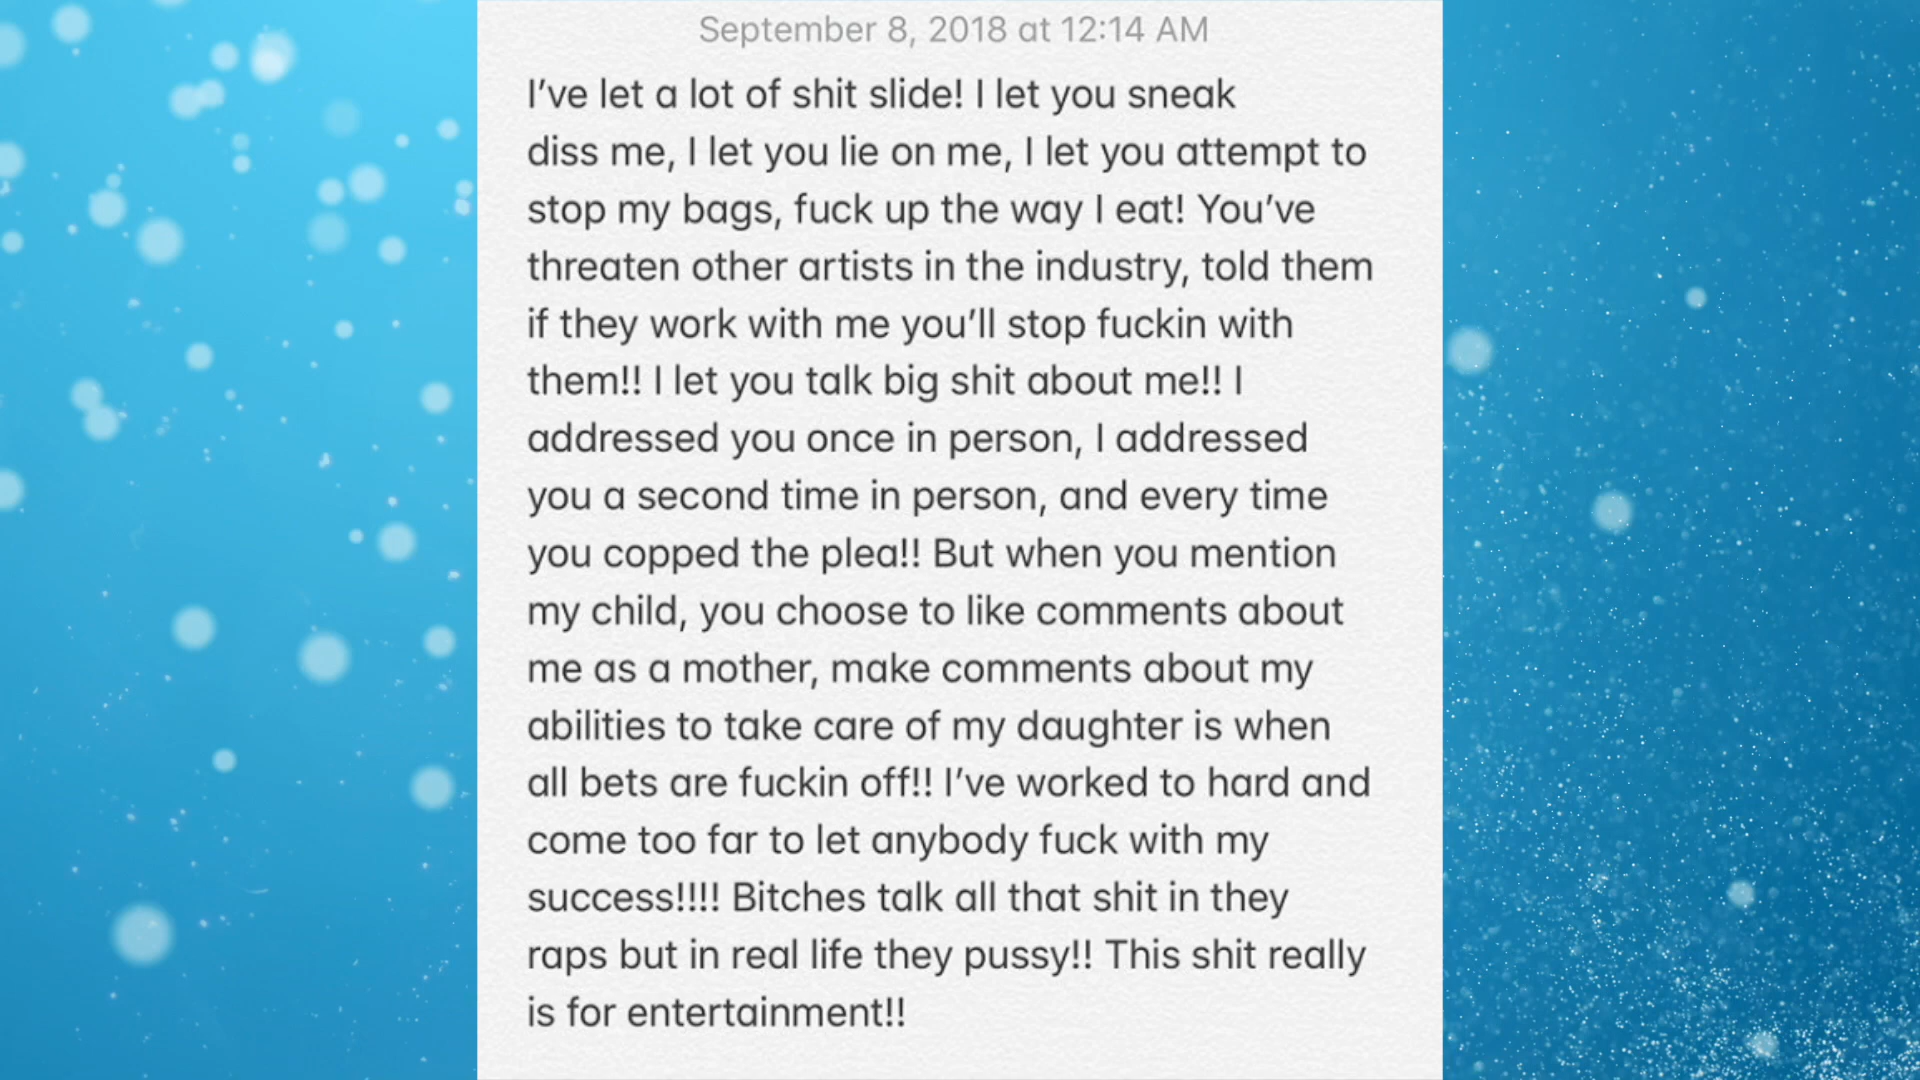 September 8, 2018 at 12:14 AM
I’ve let a lot of shit slide! I let you sneak
diss me, I let you lie on me, I let you attempt to
stop my bags, fuck up the way I eat! You’ve
threaten other artists in the industry, told them
if they work with me you’ll stop fuckin with
them!! I let you talk big shit about me!! I
addressed you once in person, I addressed
you a second time in person, and every time
you copped the plea!! But when you mention
my child, you choose to like comments about
me as a mother, make comments about my
abilities to take care of my daughter is when
all bets are fuckin off!! I’ve worked to hard and
come too far to let anybody fuck with my
success!!!! Bitches talk all that shit in they
raps but in real life they pussy!! This shit really
is for entertainment!!